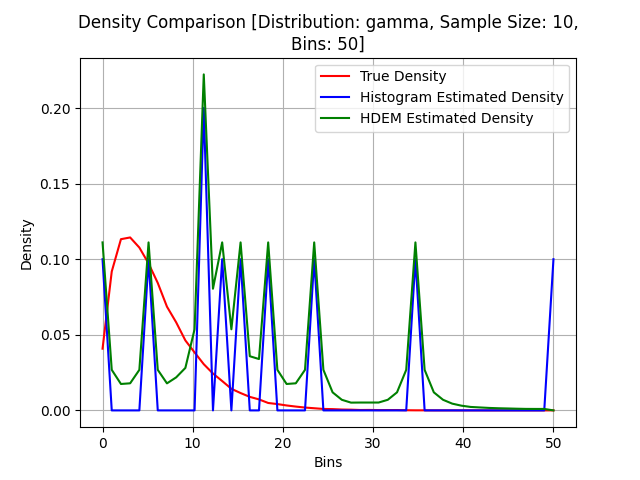 Density Comparison [Distribution: gamma, Sample Size: 10,
Bins: 50]
True Density
Histogram Estimated Density
HDEM Estimated Density
Density
0.20
0.15
0.10
0.05
0.00
0 10 20 30 40 50
Bins